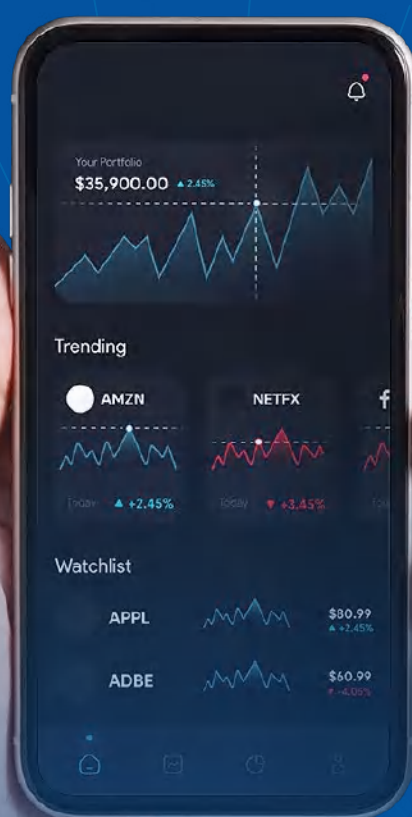 Your Portfolio
$35,900.00 ▲ 2.45%
Trending
AMZN
NETFX
f
Today ▲ +2.45%
Today ▼ +3.45%
Today
Watchlist
APPL
$80.99
▲ +2.45%
ADBE
$60.99
▼ -4.05%